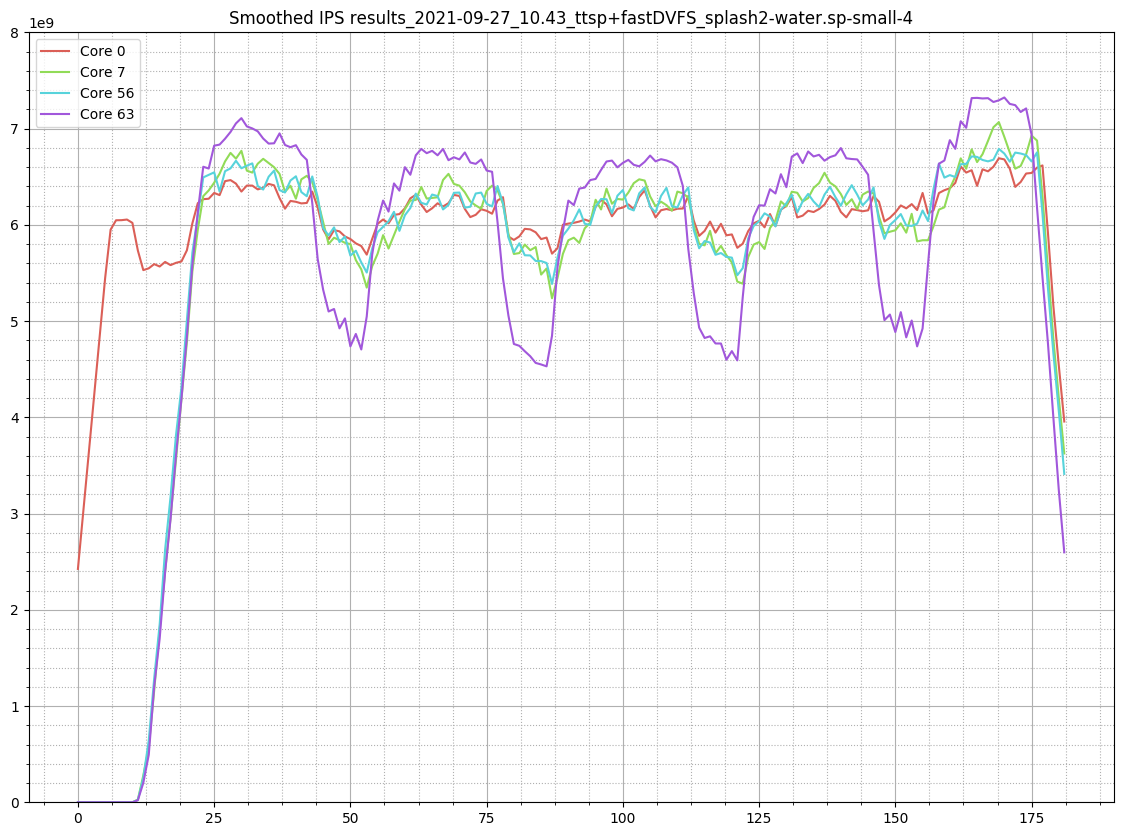 Smoothed IPS results_2021-09-27_10.43_ttsp+fastDVFS_splash2-water.sp-small-4
1e9
Core 0
Core 7
Core 56
Core 63
8
7
6
5
4
3
2
1
0
0 25 50 75 100 125 150 175